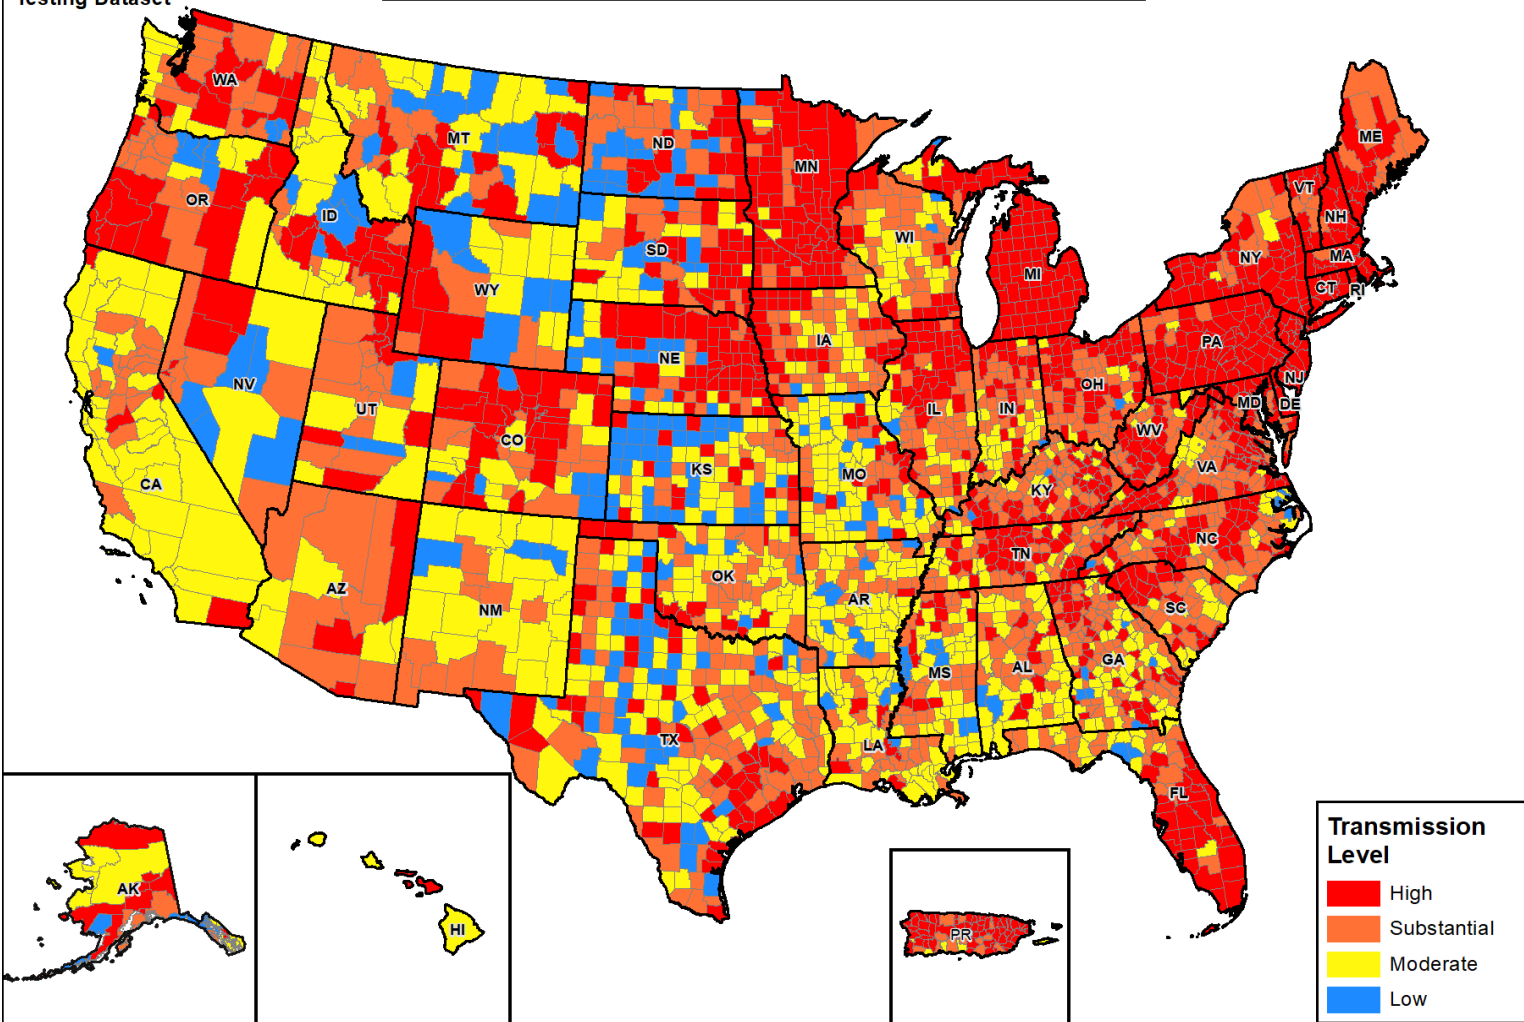 Testing Dataset
WA
MT
ND
MN
ME
OR
ID
SD
WI
VT
NH
NY
MA
MI
CT
RI
WY
IA
NE
PA
NV
UT
CO
IL
IN
OH
NJ
MD
DE
WV
CA
KS
MO
KY
VA
AZ
NM
OK
AR
TN
NC
SC
MS
AL
GA
TX
LA
FL
AK
HI
PR
Transmission
Level
High
Substantial
Moderate
Low